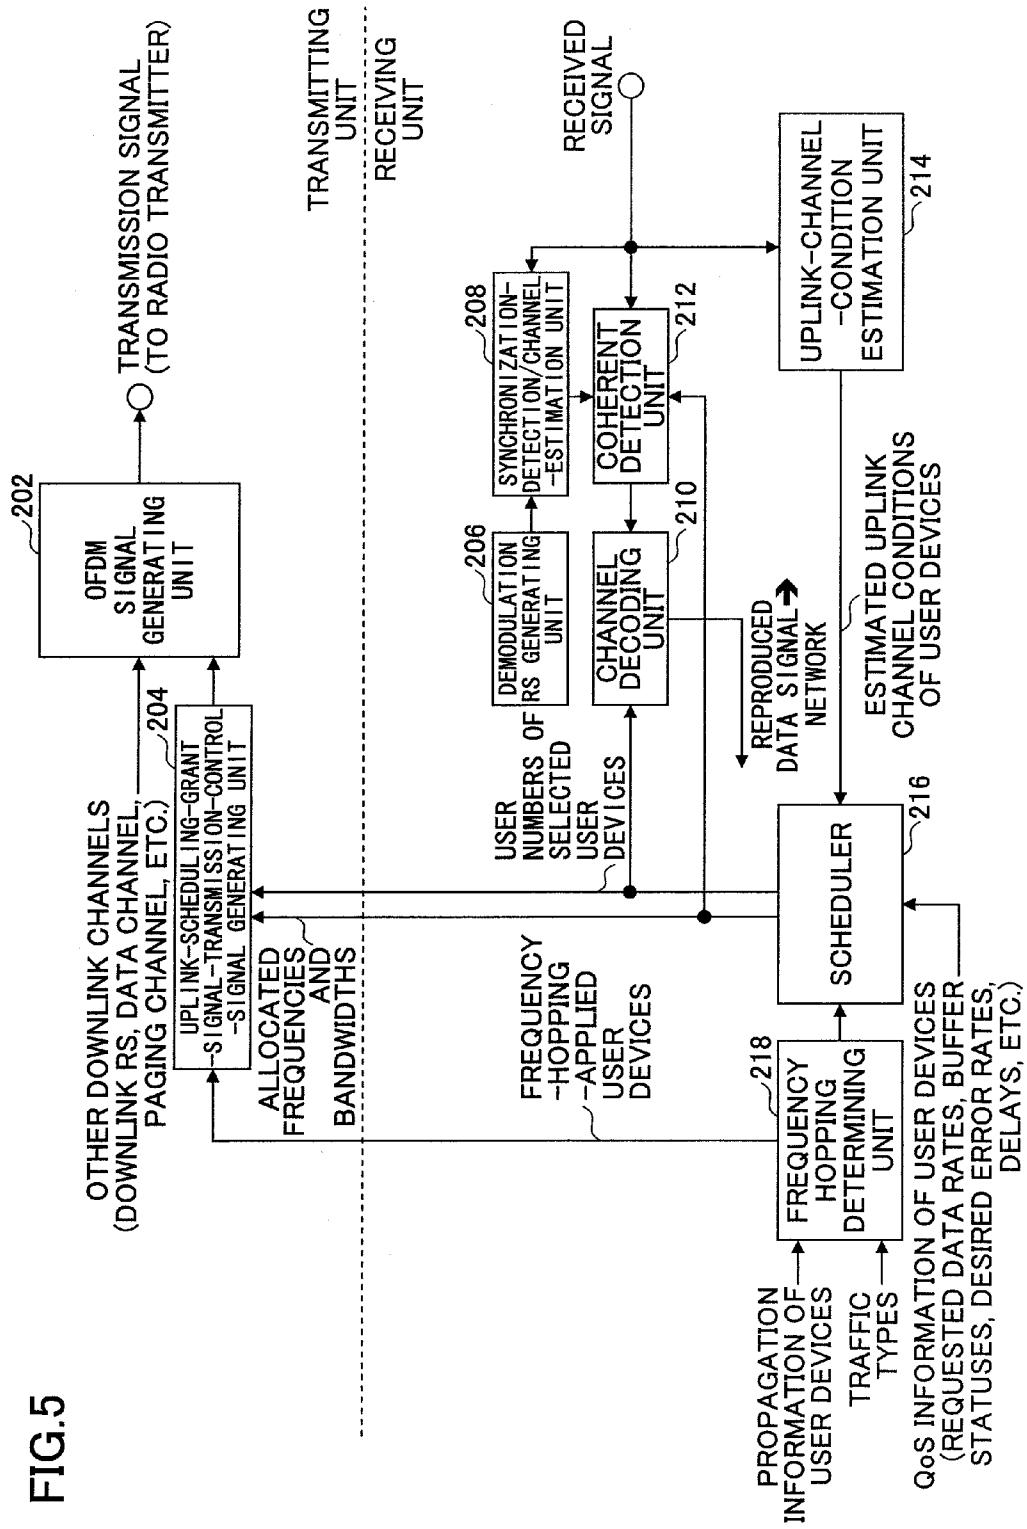 FIG.5
OTHER DOWNLINK CHANNELS
(DOWNLINK RS, DATA CHANNEL,
PAGING CHANNEL, ETC.)
202
OFDM
SIGNAL
GENERATING
UNIT
TRANSMISSION SIGNAL
(TO RADIO TRANSMITTER)
204
UPLINK-SCHEDULING-GRANT
-SIGNAL-TRANSMISSION-CONTROL
-SIGNAL GENERATING UNIT
TRANSMITTING
UNIT
RECEIVING
UNIT
ALLOCATED
FREQUENCIES
AND
BANDWIDTHS
FREQUENCY
-HOPPING
-APPLIED
USER
DEVICES
USER
NUMBERS OF
SELECTED
USER
DEVICES
206
DEMODULATION
RS GENERATING
UNIT
208
SYNCHRONIZATION-
DETECTION/CHANNEL
-ESTIMATION UNIT
RECEIVED
SIGNAL
CHANNEL
DECODING
UNIT
210
COHERENT
DETECTION
UNIT
212
REPRODUCED
DATA SIGNAL➔
NETWORK
218
FREQUENCY
HOPPING
DETERMINING
UNIT
SCHEDULER
216
UPLINK-CHANNEL
-CONDITION
ESTIMATION UNIT
214
ESTIMATED UPLINK
CHANNEL CONDITIONS
OF USER DEVICES
PROPAGATION
INFORMATION OF
USER DEVICES
TRAFFIC
TYPES
QoS INFORMATION OF USER DEVICES
(REQUESTED DATA RATES, BUFFER
STATUSES, DESIRED ERROR RATES,
DELAYS, ETC.)